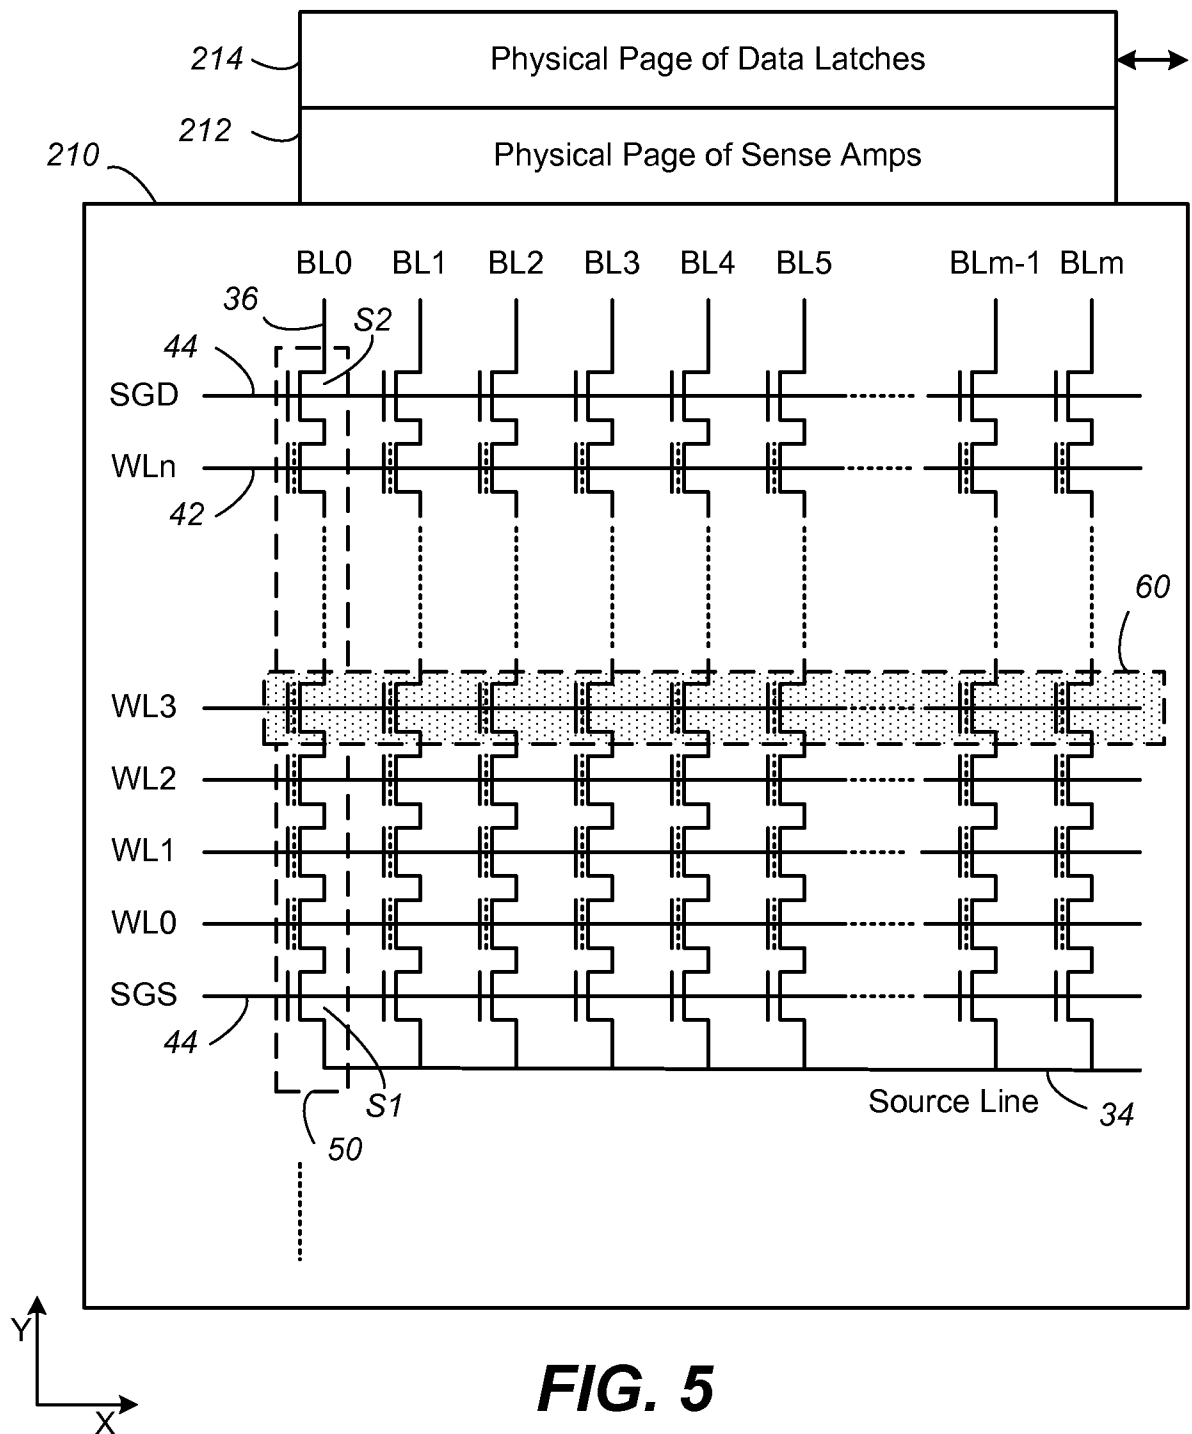 214
Physical Page of Data Latches
212
Physical Page of Sense Amps
210
BL0 BL1 BL2 BL3 BL4 BL5 BLm-1 BLm
36
S2
44
SGD
WLn
42
60
WL3
WL2
WL1
WL0
SGS
44
S1
Source Line
34
50
Y
X
FIG. 5